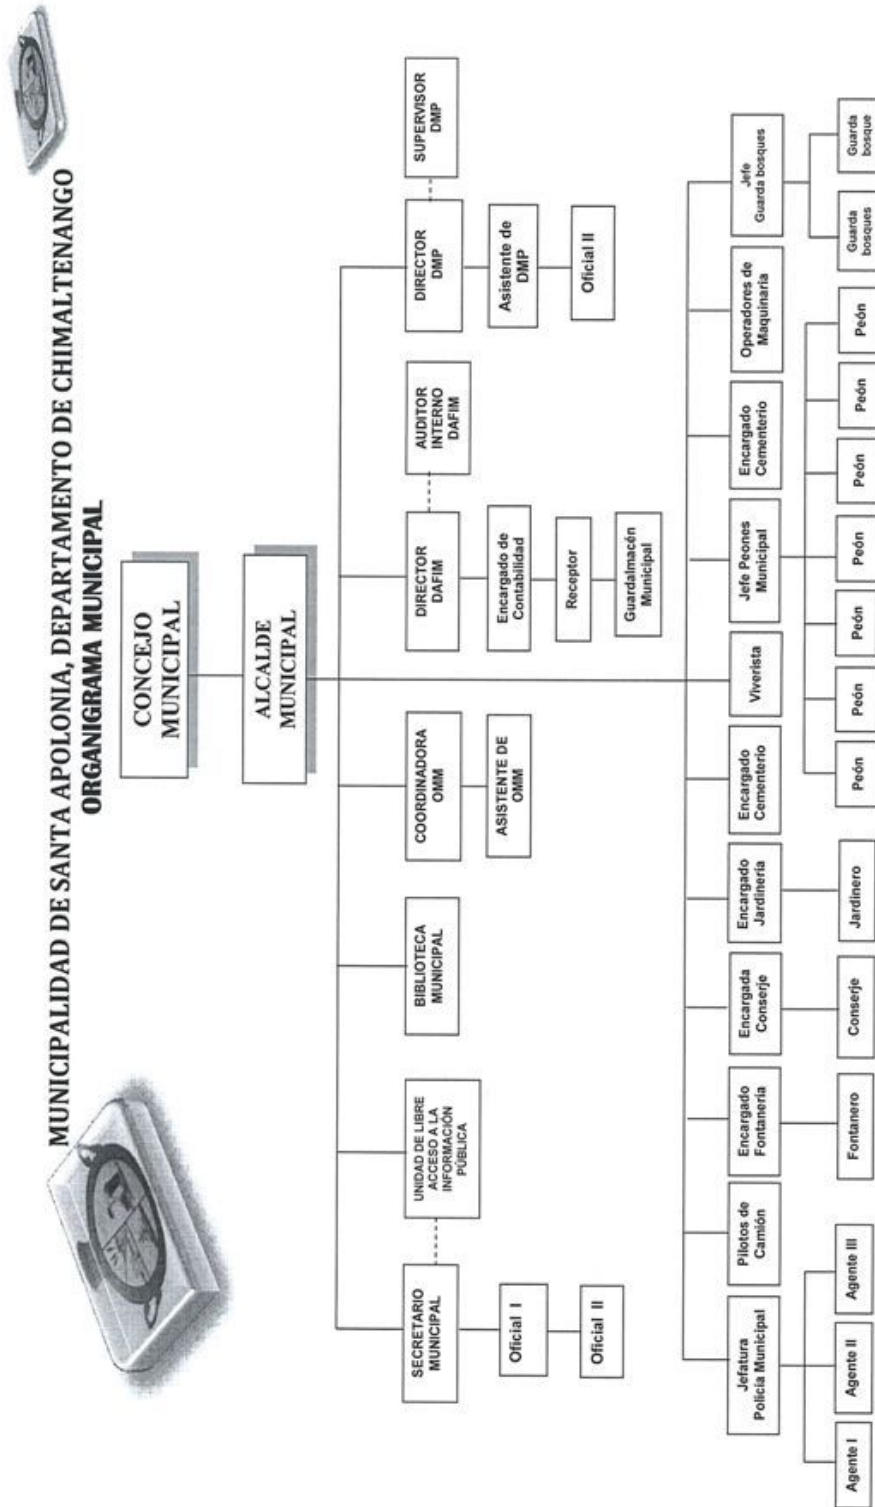 MUNICIPALIDAD DE SANTA APOLONIA, DEPARTAMENTO DE CHIMALTENANGO
ORGANIGRAMA MUNICIPAL
CONCEJO
MUNICIPAL
ALCALDE
MUNICIPAL
SECRETARIO
MUNICIPAL
UNIDAD DE LIBRE
ACCESO A LA
INFORMACIÓN
PÚBLICA
BIBLIOTECA
MUNICIPAL
COORDINADORA
OMM
DIRECTOR
DAFIM
AUDITOR
INTERNO
DAFIM
DIRECTOR
DMP
SUPERVISOR
DMP
Oficial I
Oficial II
ASISTENTE DE
OMM
Encargado de
Contabilidad
Receptor
Guardalmacén
Municipal
Asistente de
DMP
Oficial II
Jefatura
Policía Municipal
Pilotos de
Camión
Encargado
Fontanería
Encargada
Conserje
Encargado
Jardinería
Encargado
Cementerio
Viverista
Jefe Peones
Municipal
Encargado
Cementerio
Operadores de
Maquinaria
Jefe
Guarda bosques
Agente I
Agente II
Agente III
Fontanero
Conserje
Jardinero
Peón
Peón
Peón
Peón
Peón
Peón
Peón
Guarda
bosques
Guarda
bosque